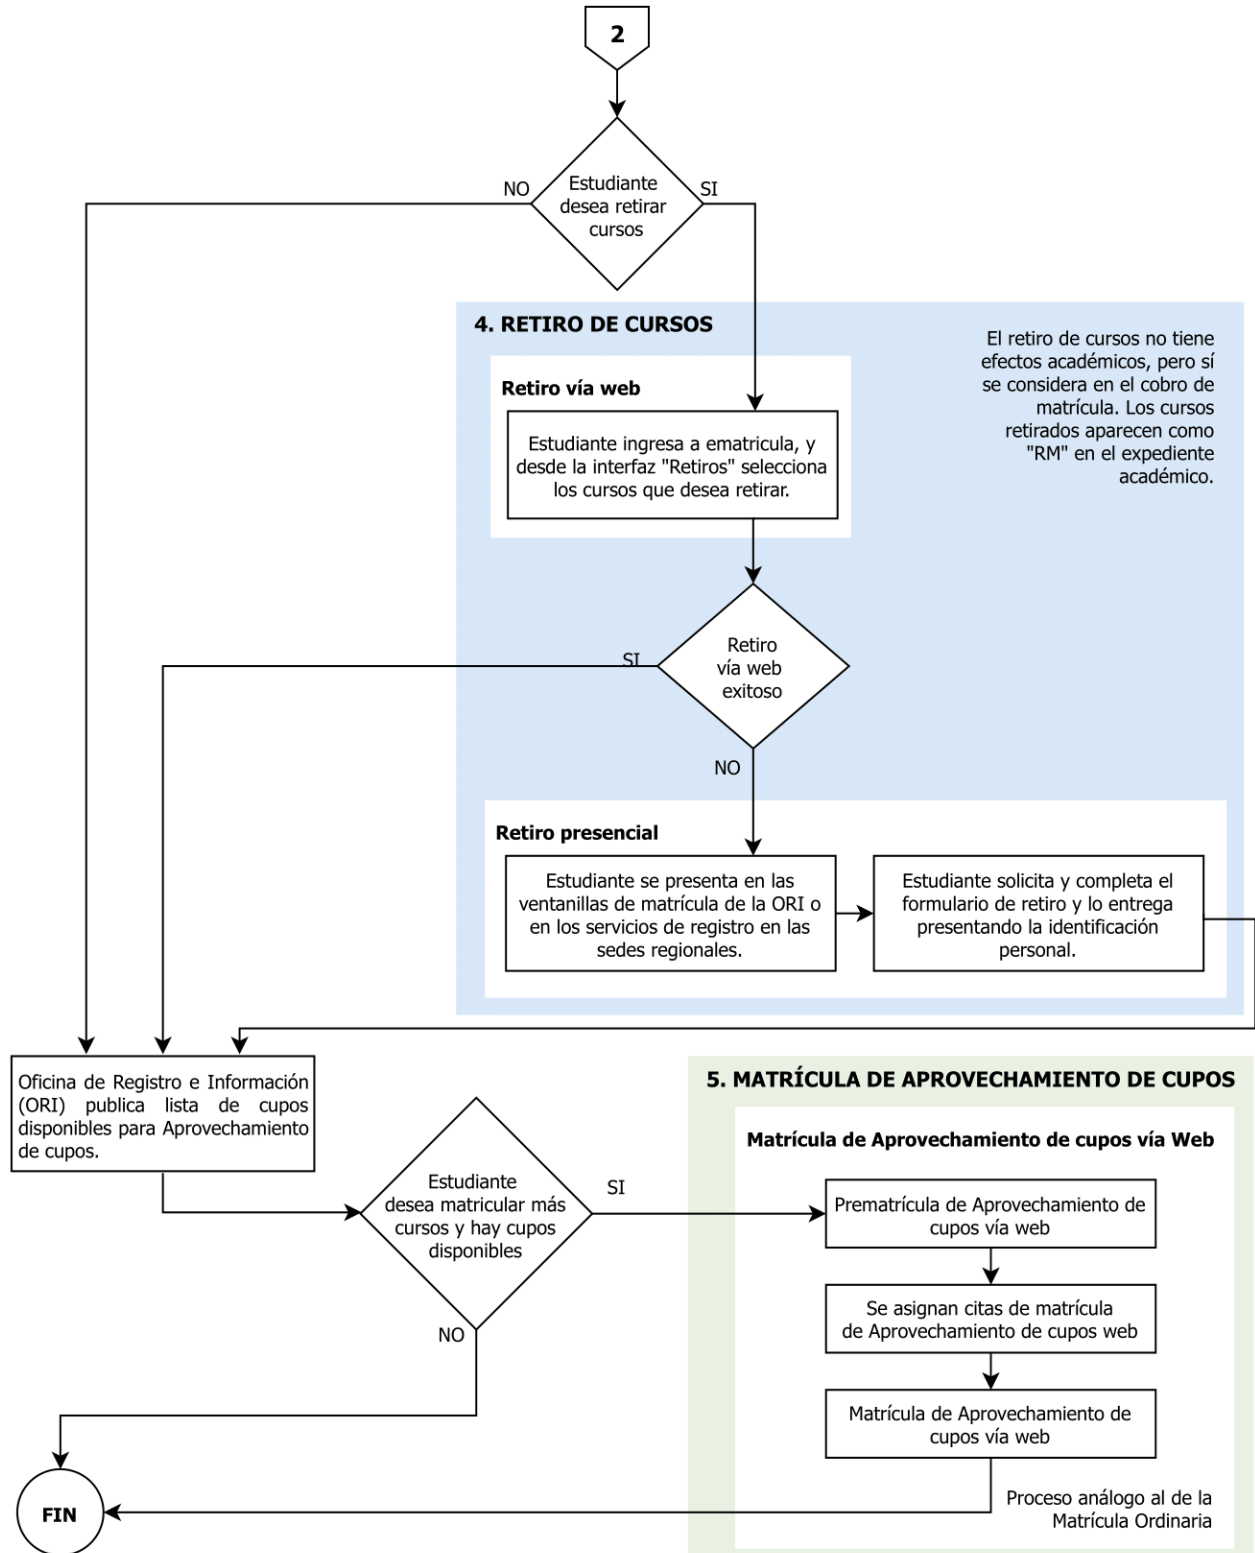 2
Estudiante
desea retirar
cursos
NO
SI
4. RETIRO DE CURSOS
El retiro de cursos no tiene
efectos académicos, pero sí
se considera en el cobro de
matrícula. Los cursos
retirados aparecen como
"RM" en el expediente
académico.
Retiro vía web
Estudiante ingresa a ematricula, y
desde la interfaz "Retiros" selecciona
los cursos que desea retirar.
Retiro
vía web
exitoso
SI
NO
Retiro presencial
Estudiante se presenta en las
ventanillas de matrícula de la ORI o
en los servicios de registro en las
sedes regionales.
Estudiante solicita y completa el
formulario de retiro y lo entrega
presentando la identificación
personal.
Oficina de Registro e Información
(ORI) publica lista de cupos
disponibles para Aprovechamiento
de cupos.
Estudiante
desea matricular más
cursos y hay cupos
disponibles
SI
NO
5. MATRÍCULA DE APROVECHAMIENTO DE CUPOS
Matrícula de Aprovechamiento de cupos vía Web
Prematrícula de Aprovechamiento de
cupos vía web
Se asignan citas de matrícula
de Aprovechamiento de cupos web
Matrícula de Aprovechamiento de
cupos vía web
Proceso análogo al de la
Matrícula Ordinaria
FIN